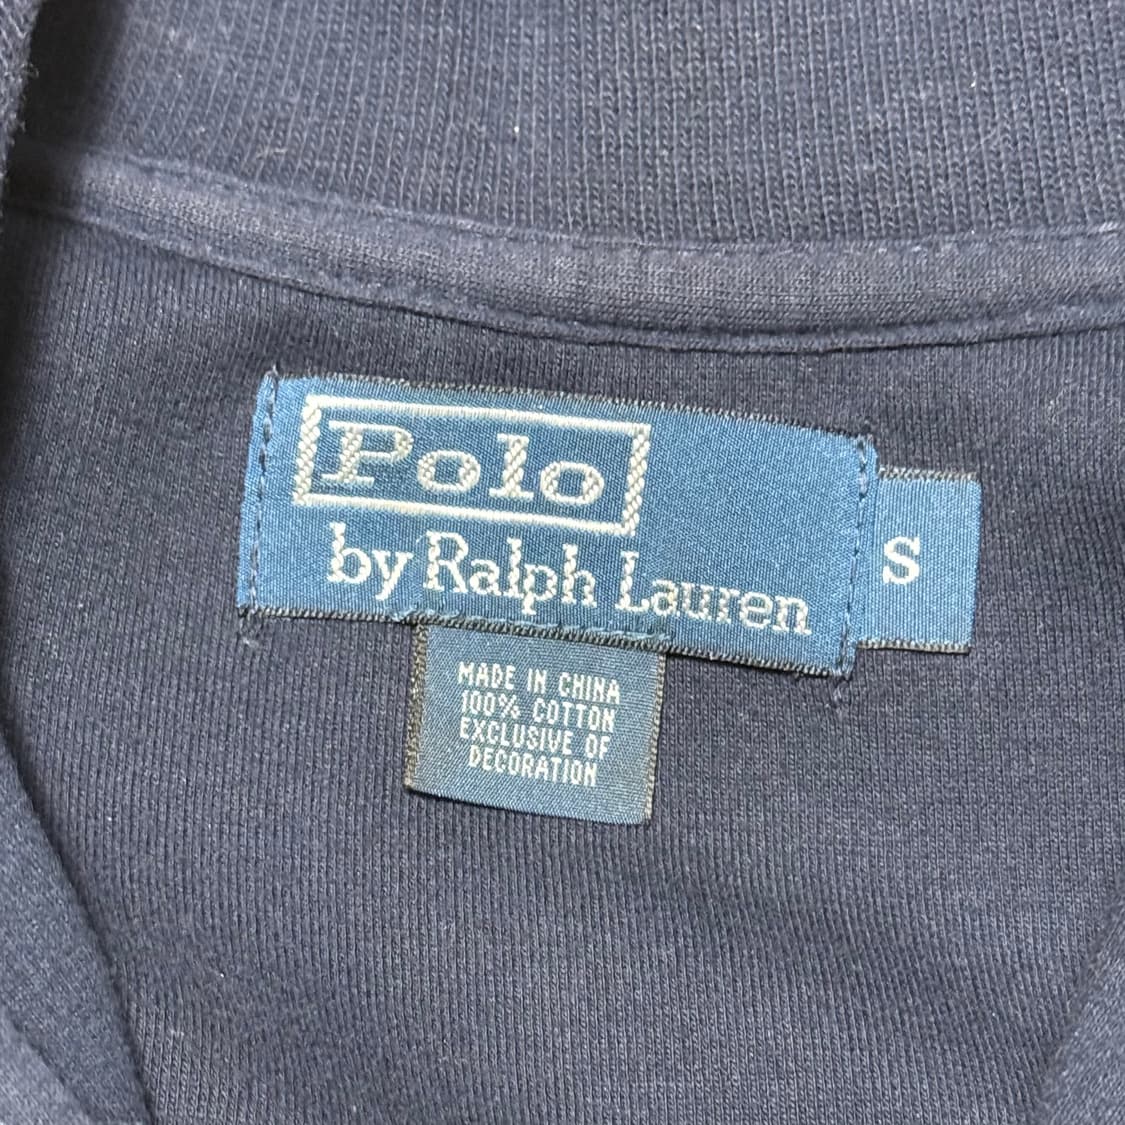 Polo
by Ralph Lauren
S
MADE IN CHINA
100% COTTON
EXCLUSIVE OF
DECORATION